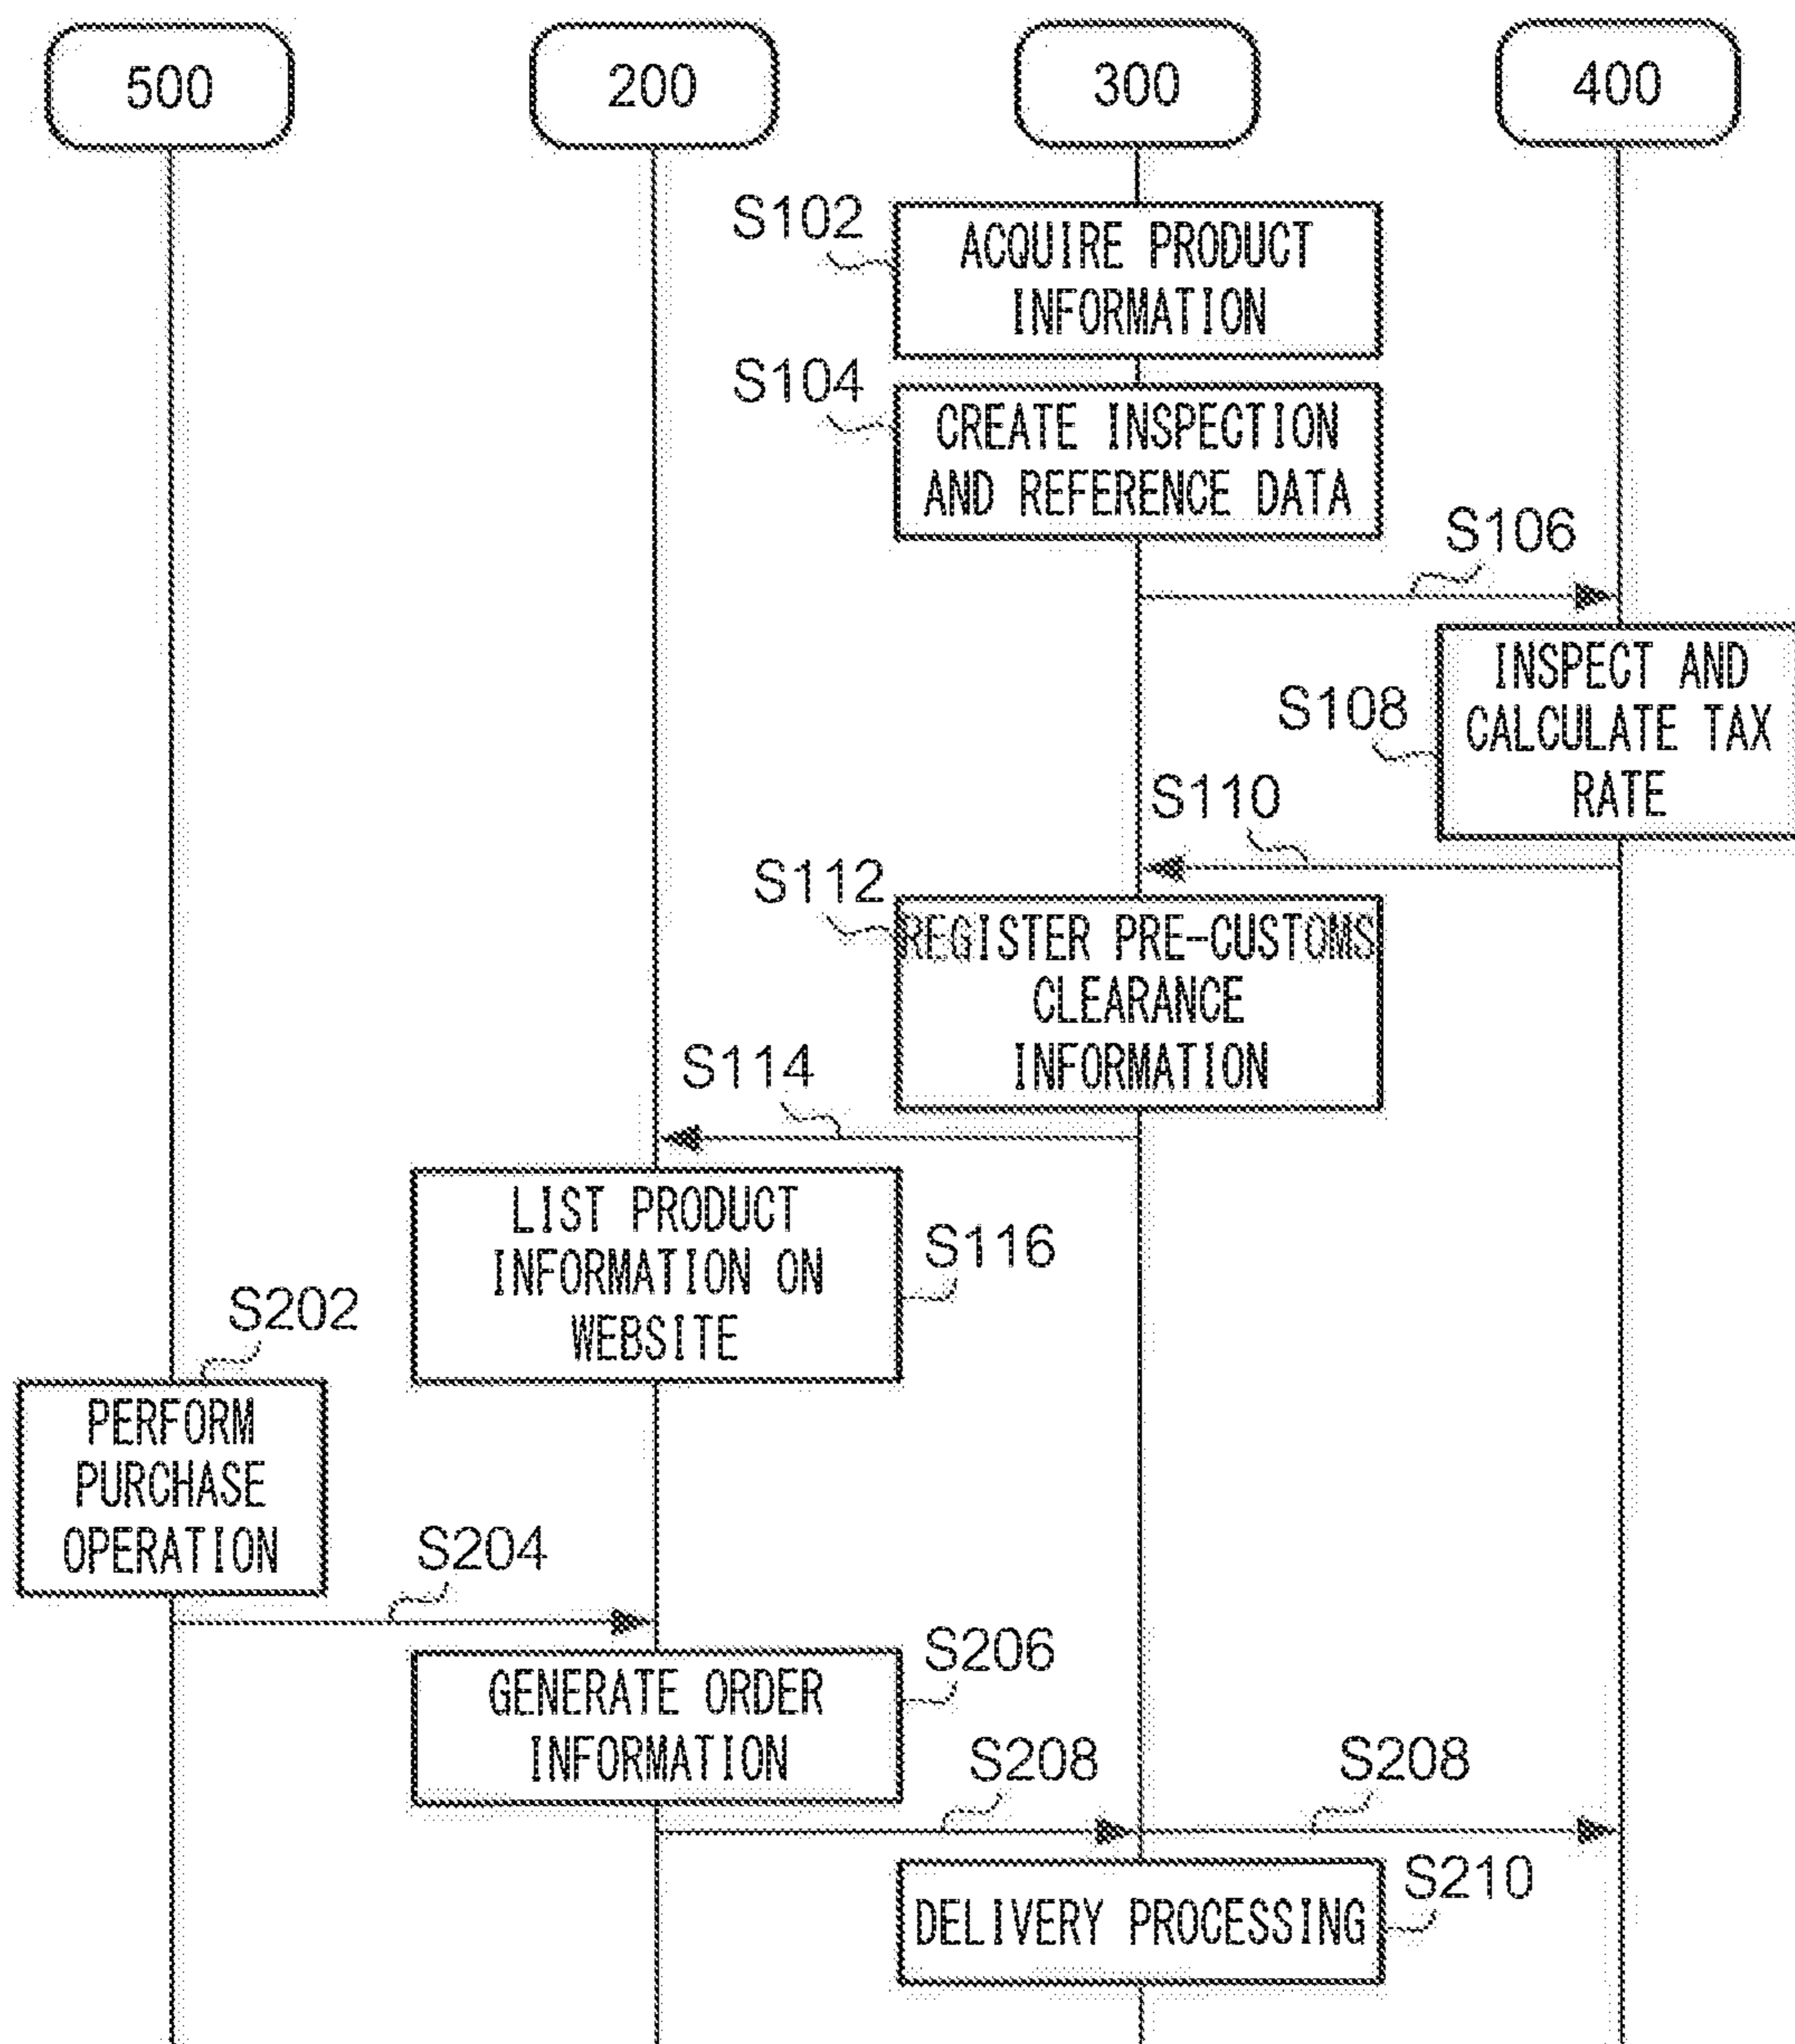 500
200
300
400
S102
ACQUIRE PRODUCT
INFORMATION
S104
CREATE INSPECTION
AND REFERENCE DATA
S106
INSPECT AND
CALCULATE TAX
RATE
S108
S110
S112
REGISTER PRE-CUSTOMS
CLEARANCE
INFORMATION
S114
LIST PRODUCT
INFORMATION ON
WEBSITE
S116
S202
PERFORM
PURCHASE
OPERATION
S204
S206
GENERATE ORDER
INFORMATION
S208
S208
S210
DELIVERY PROCESSING